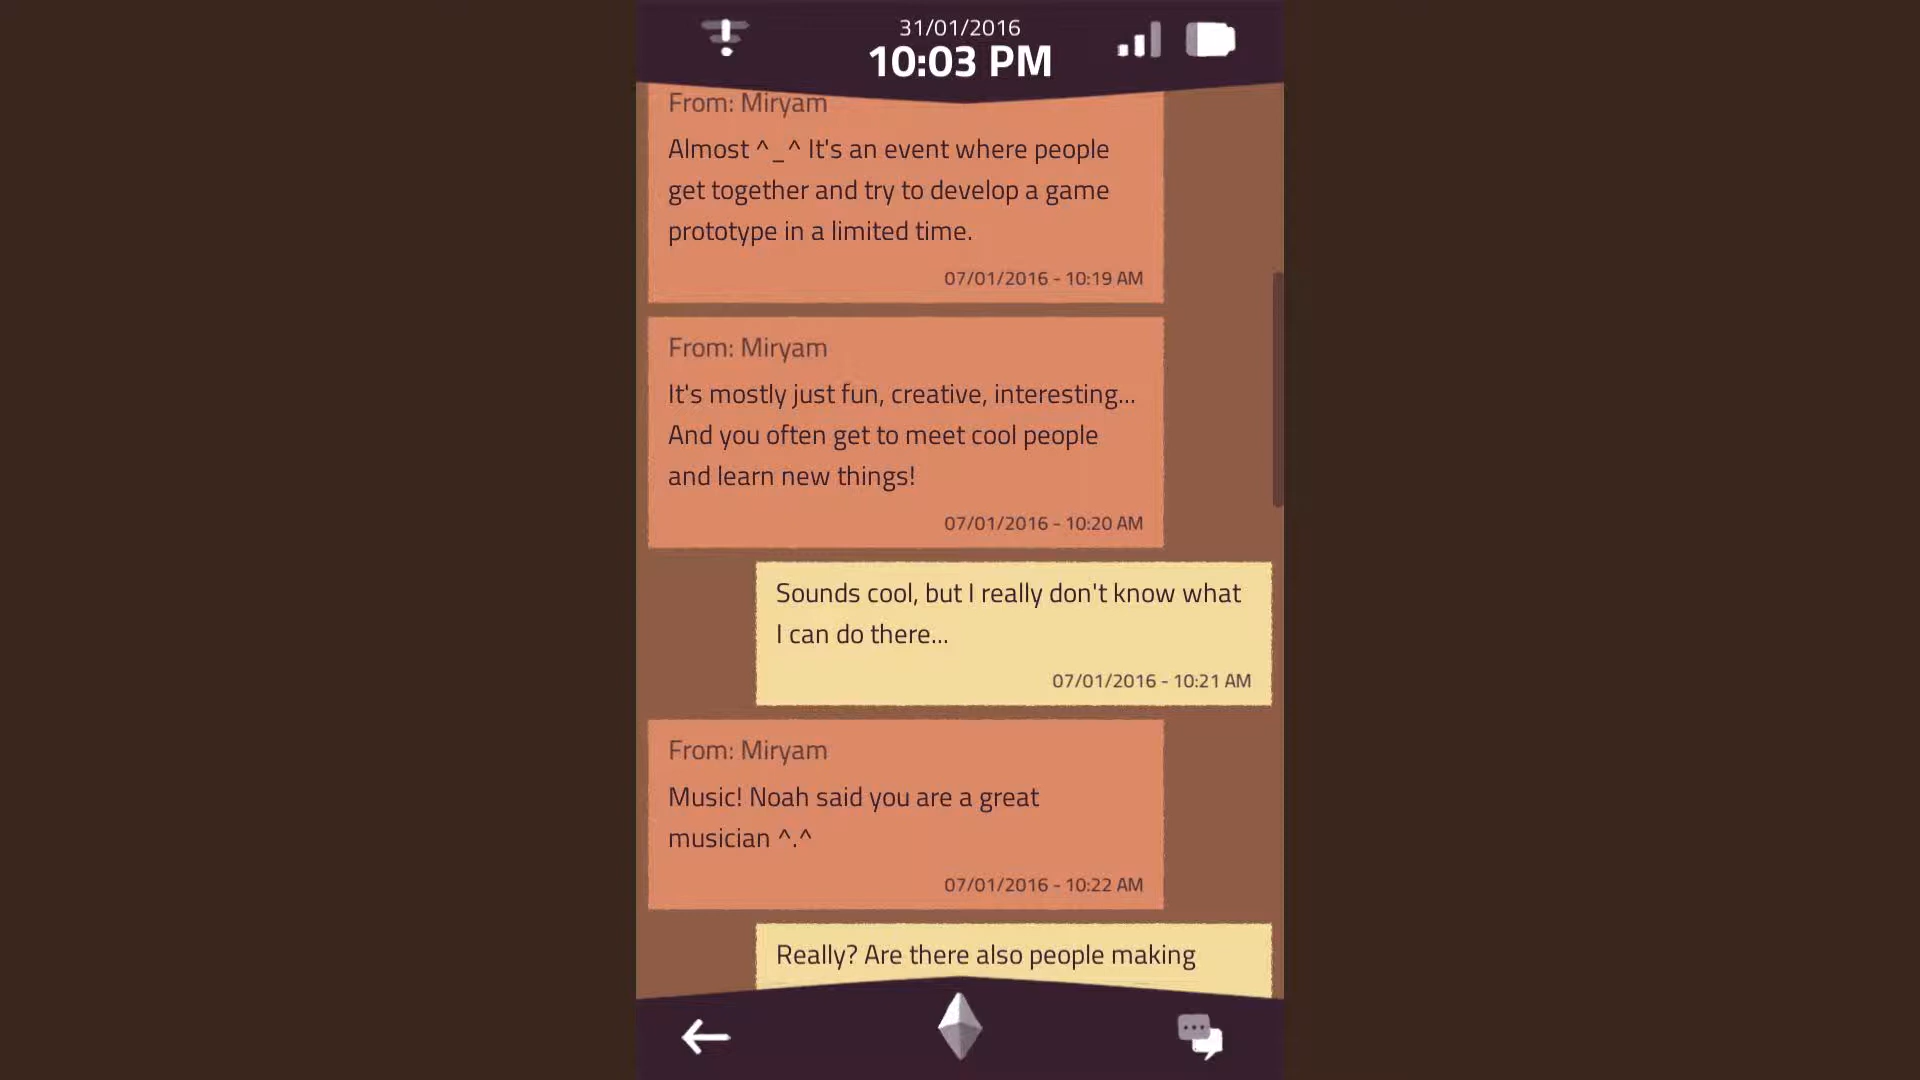 31/01/2016
10:03 PM
From: Miryam
Almost ^_^ It's an event where people
get together and try to develop a game
prototype in a limited time.
07/01/2016 - 10:19 AM
From: Miryam
It's mostly just fun, creative, interesting...
And you often get to meet cool people
and learn new things!
07/01/2016 - 10:20 AM
Sounds cool, but I really don't know what
I can do there...
07/01/2016 - 10:21 AM
From: Miryam
Music! Noah said you are a great
musician ^.^
07/01/2016 - 10:22 AM
Really? Are there also people making